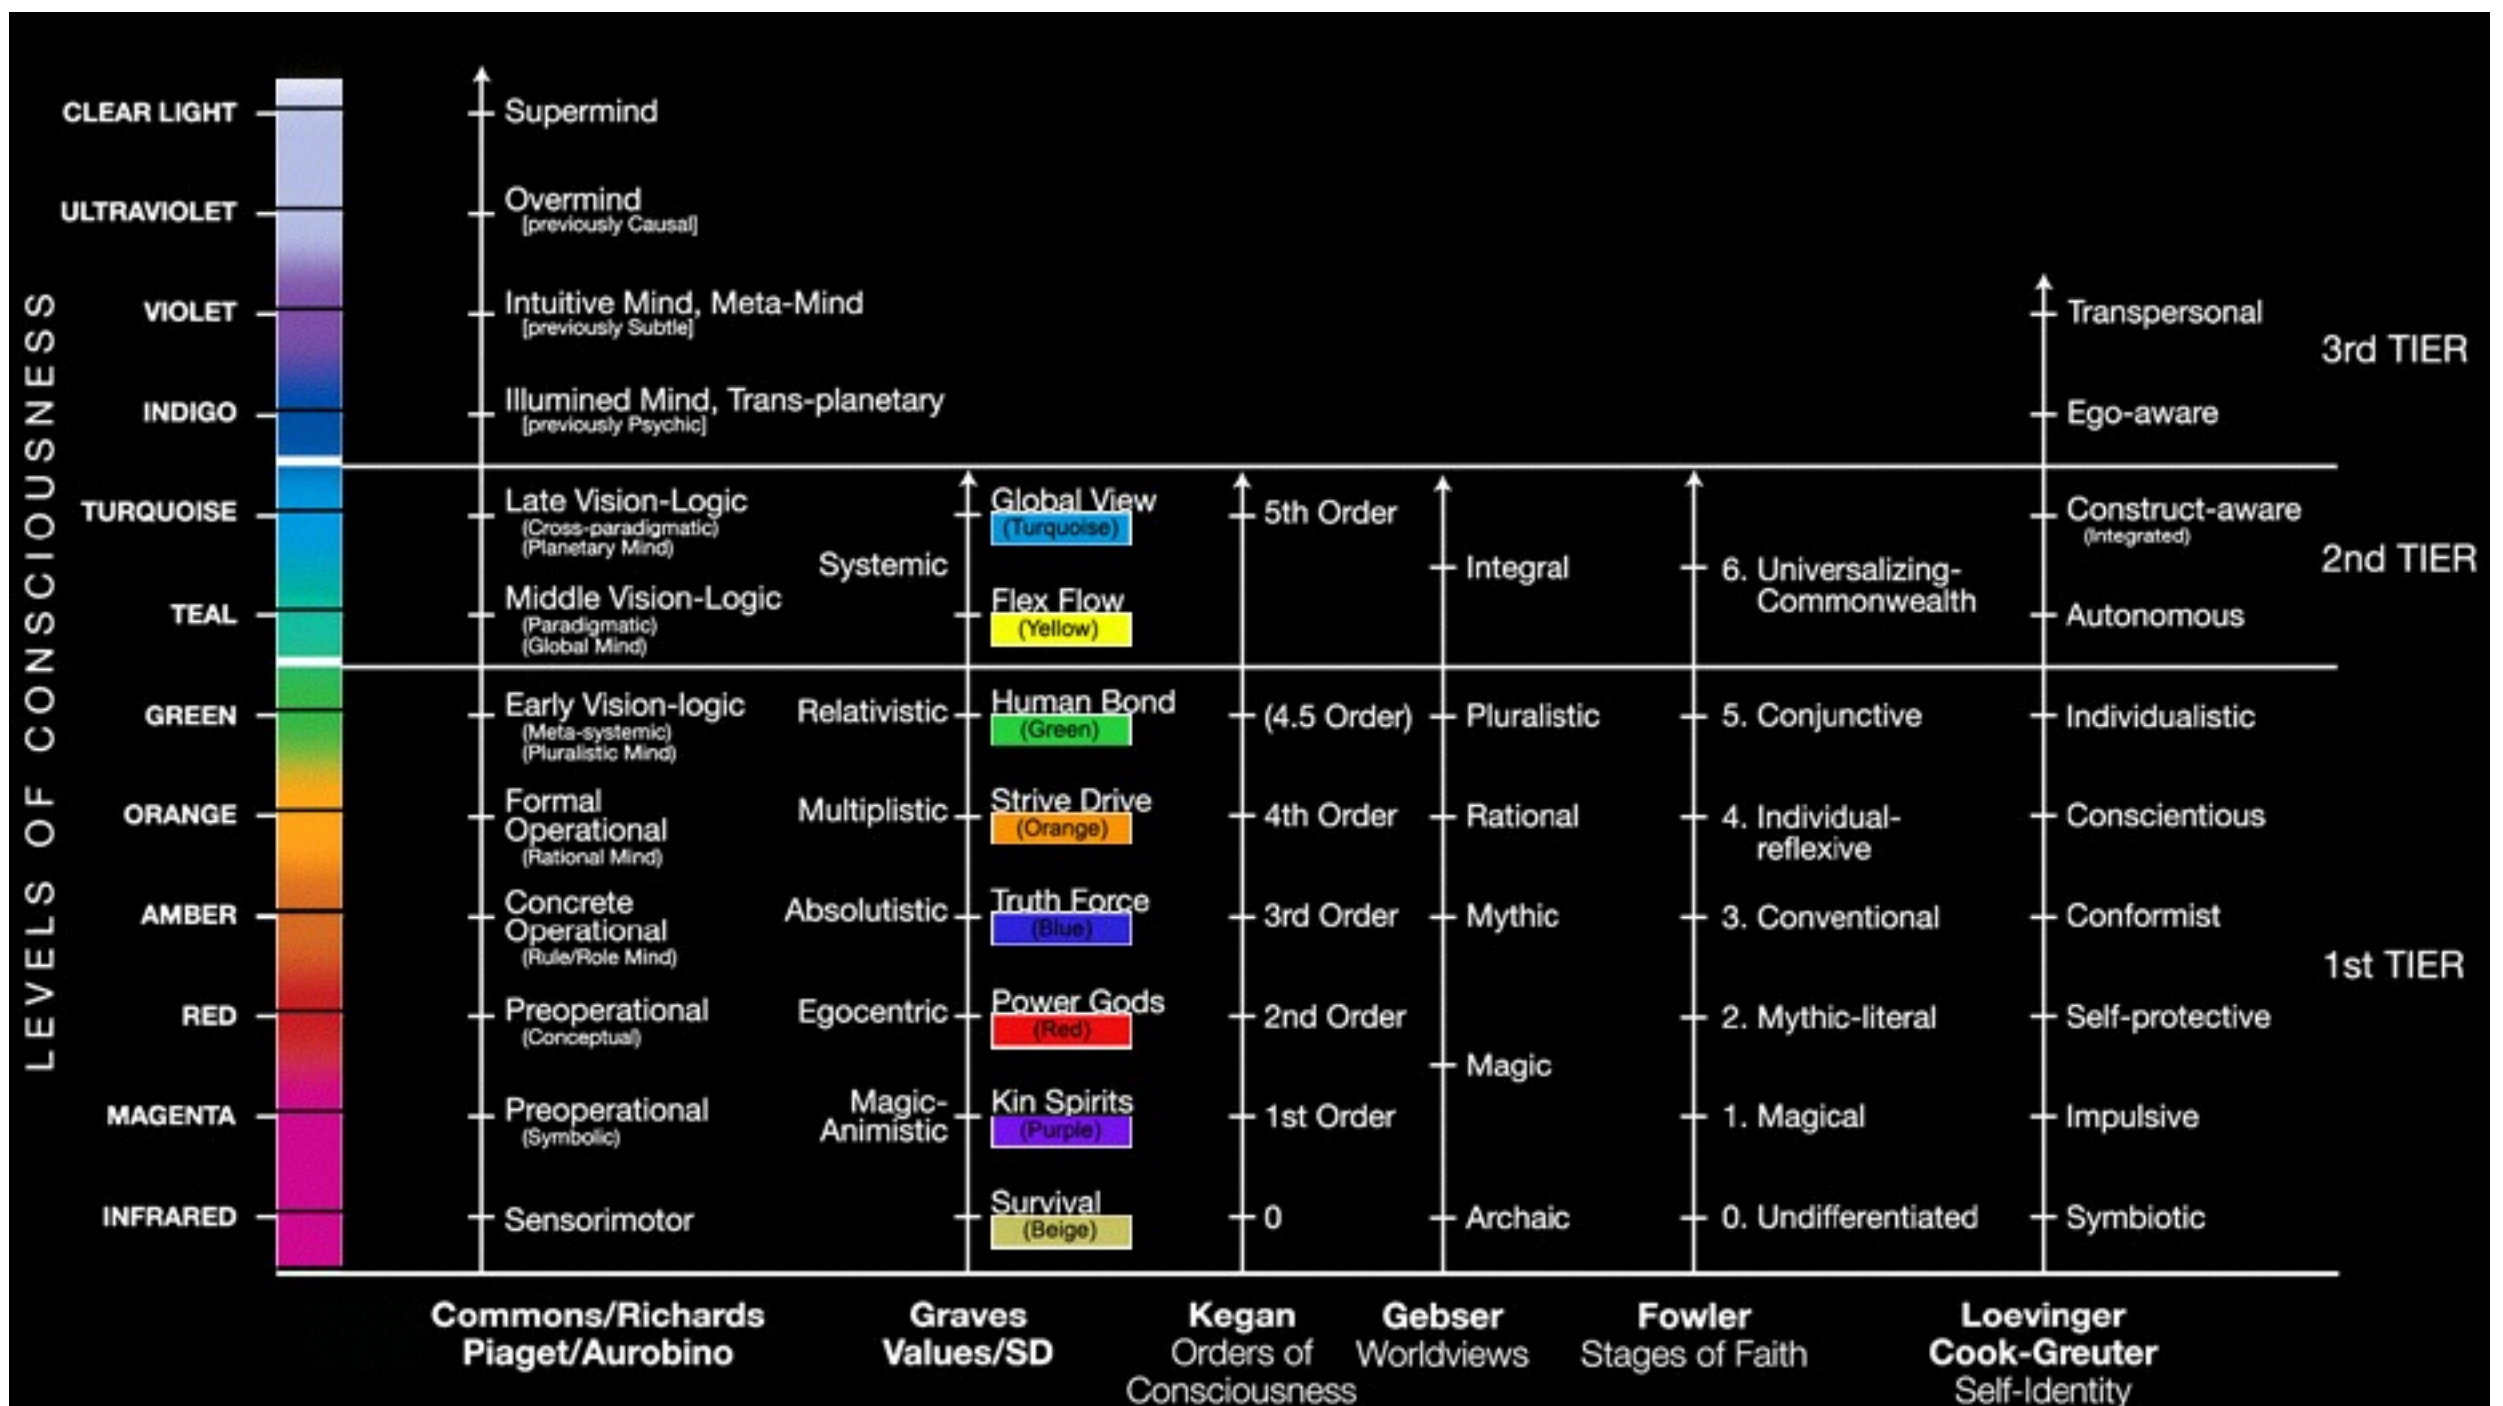 LEVELS OF CONSCIOUSNESS
CLEAR LIGHT
ULTRAVIOLET
VIOLET
INDIGO
TURQUOISE
TEAL
GREEN
ORANGE
AMBER
RED
MAGENTA
INFRARED
Supermind
Overmind
[previously Causal]
Intuitive Mind, Meta-Mind
[previously Subtle]
Illumined Mind, Trans-planetary
[previously Psychic]
Late Vision-Logic
(Cross-paradigmatic)
(Planetary Mind)
Middle Vision-Logic
(Paradigmatic)
(Global Mind)
Early Vision-logic
(Meta-systemic)
(Pluralistic Mind)
Formal
Operational
(Rational Mind)
Concrete
Operational
(Rule/Role Mind)
Preoperational
(Conceptual)
Preoperational
(Symbolic)
Sensorimotor
Commons/Richards
Piaget/Aurobino
Systemic
Relativistic
Multiplistic
Absolutistic
Egocentric
Magic-
Animistic
Global View
(Turquoise)
Flex Flow
(Yellow)
Human Bond
(Green)
Strive Drive
(Orange)
Truth Force
(Blue)
Power Gods
(Red)
Kin Spirits
(Purple)
Survival
(Beige)
Graves
Values/SD
5th Order
(4.5 Order)
4th Order
3rd Order
2nd Order
1st Order
0
Kegan
Orders of
Consciousness
Integral
Pluralistic
Rational
Mythic
Magic
Archaic
Gebser
Worldviews
6. Universalizing-
Commonwealth
5. Conjunctive
4. Individual-
reflexive
3. Conventional
2. Mythic-literal
1. Magical
0. Undifferentiated
Fowler
Stages of Faith
Transpersonal
Ego-aware
Construct-aware
(Integrated)
Autonomous
Individualistic
Conscientious
Conformist
Self-protective
Impulsive
Symbiotic
Loevinger
Cook-Greuter
Self-Identity
3rd TIER
2nd TIER
1st TIER